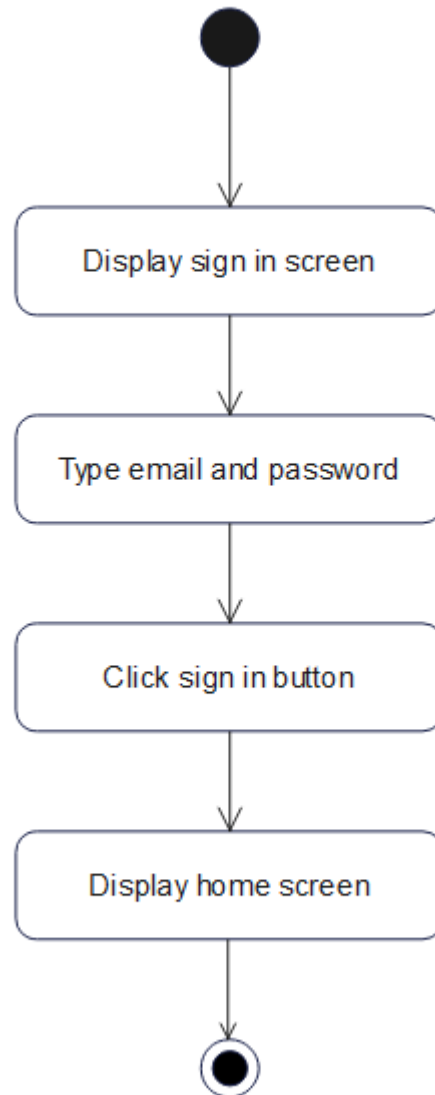 Display sign in screen
Type email and password
Click sign in button
Display home screen